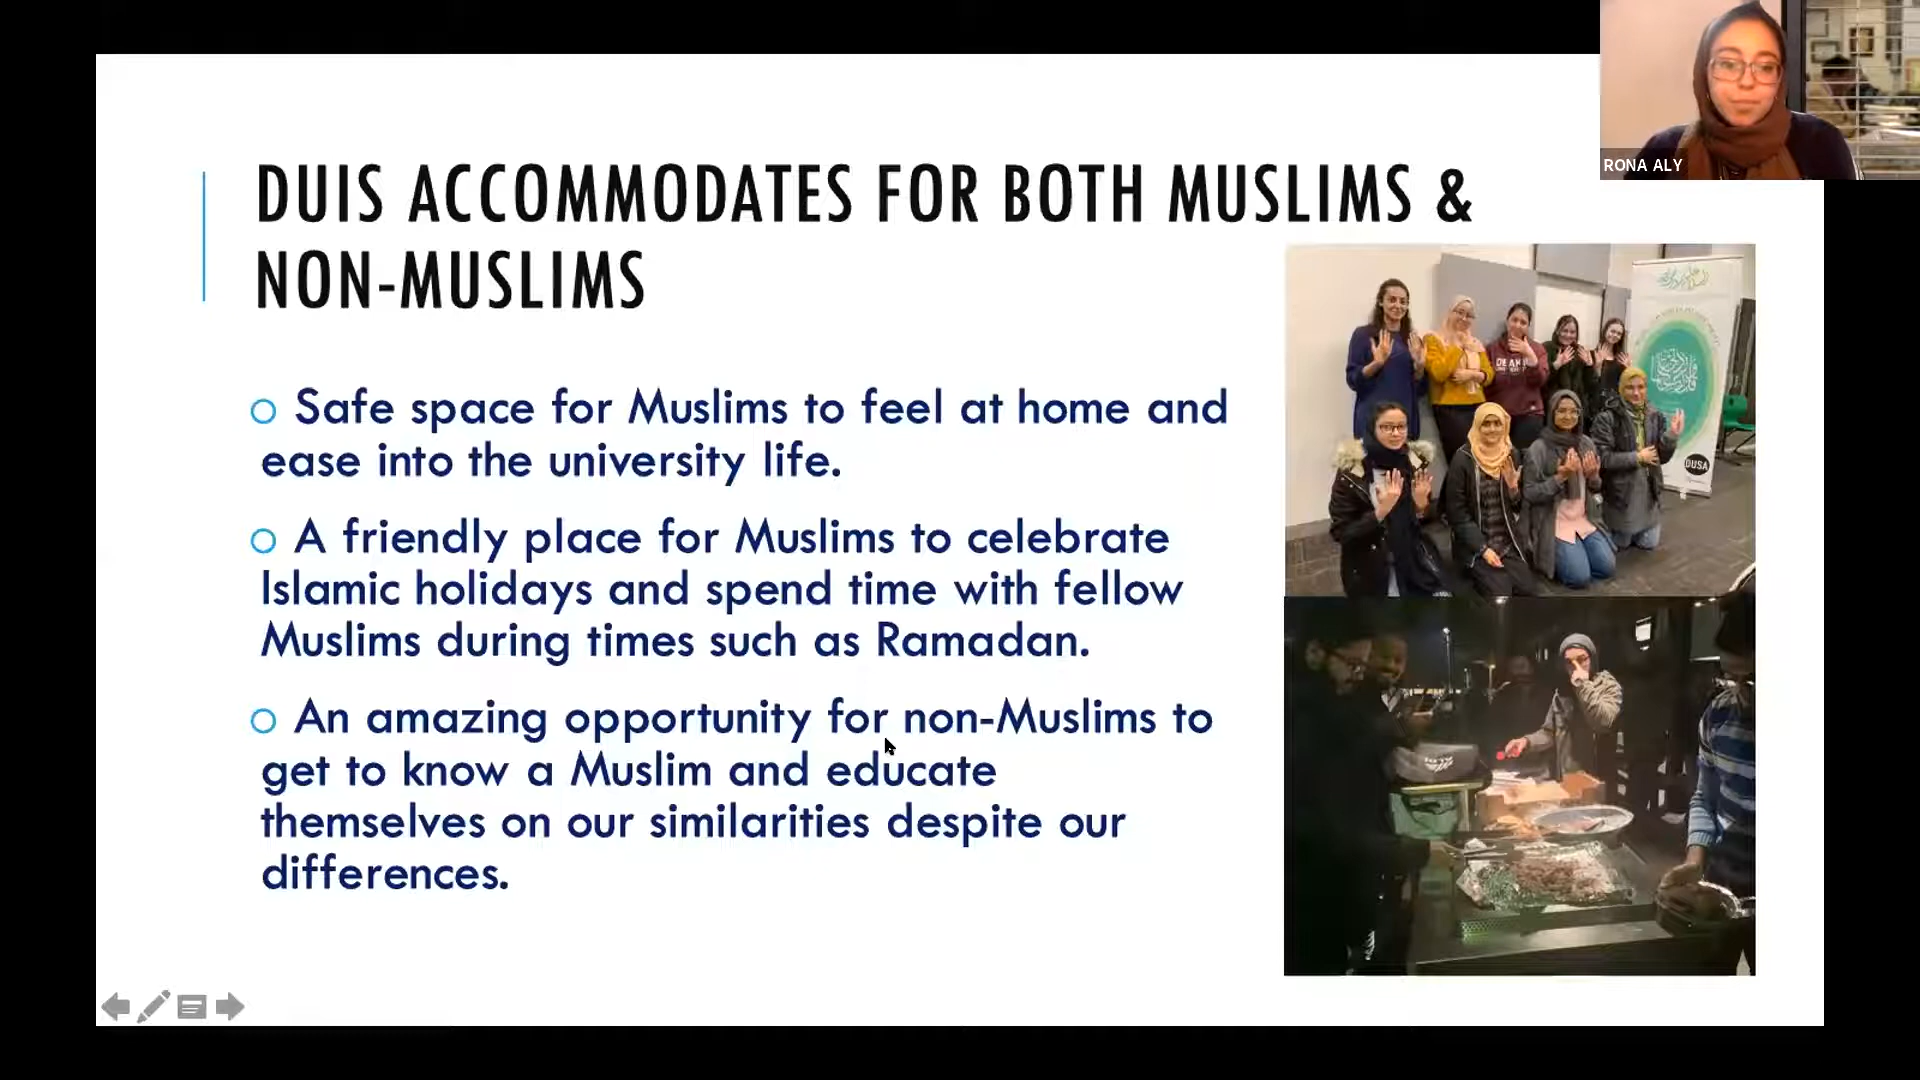 RONA ALY
DUIS ACCOMMODATES FOR BOTH MUSLIMS &
NON-MUSLIMS
Safe space for Muslims to feel at home and
ease into the university life.
A friendly place for Muslims to celebrate
Islamic holidays and spend time with fellow
Muslims during times such as Ramadan.
An amazing opportunity for non-Muslims to
get to know a Muslim and educate
themselves on our similarities despite our
differences.
DUSA